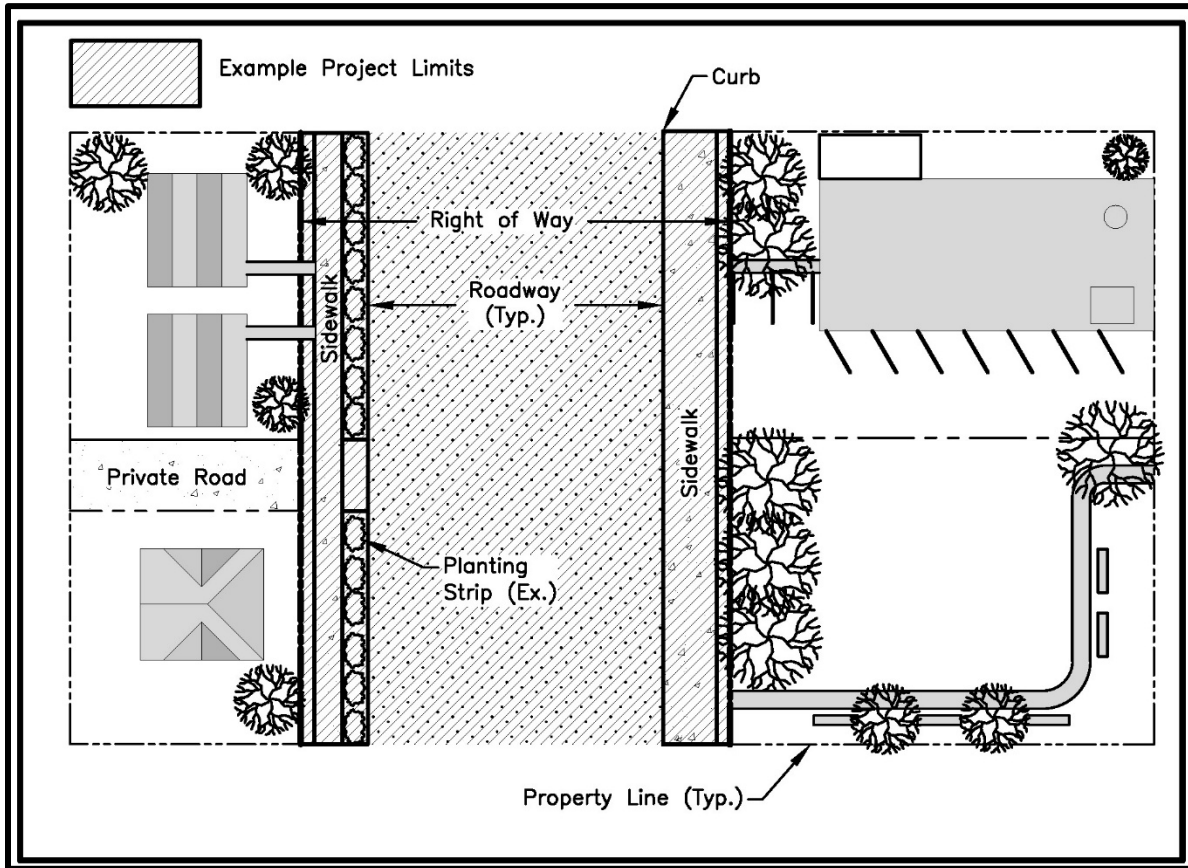 Example Project Limits
Curb
Right of Way
Roadway
(Typ.)
Sidewalk
Sidewalk
Private Road
Planting
Strip (Ex.)
Property Line (Typ.)